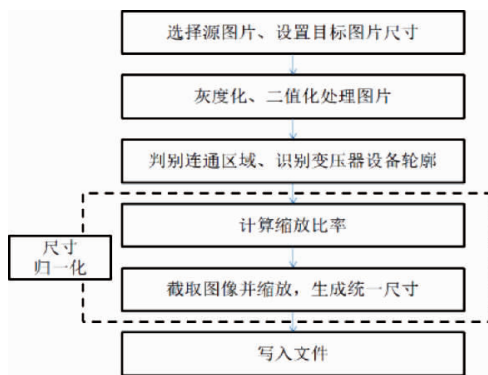 选择源图片、设置目标图片尺寸
灰度化、二值化处理图片
判别连通区域、识别变压器设备轮廓
计算缩放比率
尺寸
归一化
截取图像并缩放，生成统一尺寸
写入文件